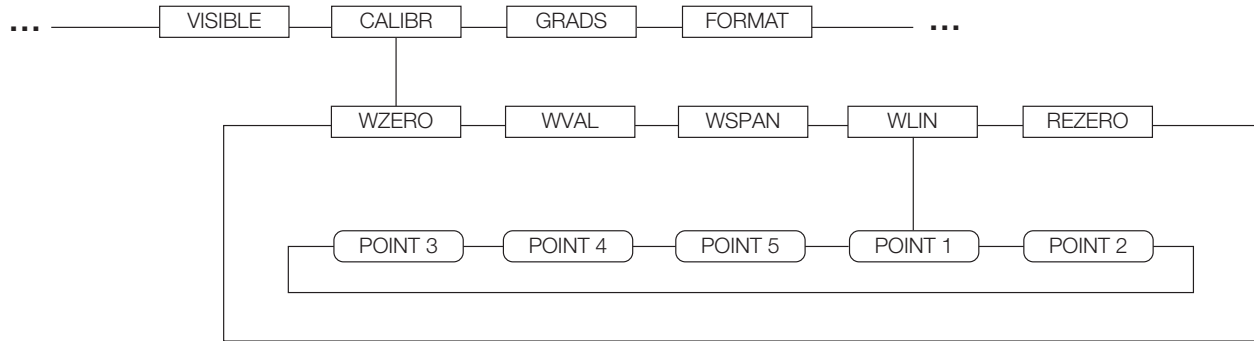 ... VISIBLE CALIBR GRADS FORMAT ...
WZERO WVAL WSPAN WLIN REZERO
POINT 3 POINT 4 POINT 5 POINT 1 POINT 2